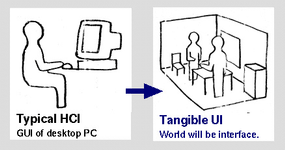 Typical HCI
GUI of desktop PC
Tangible UI
World will be interface.